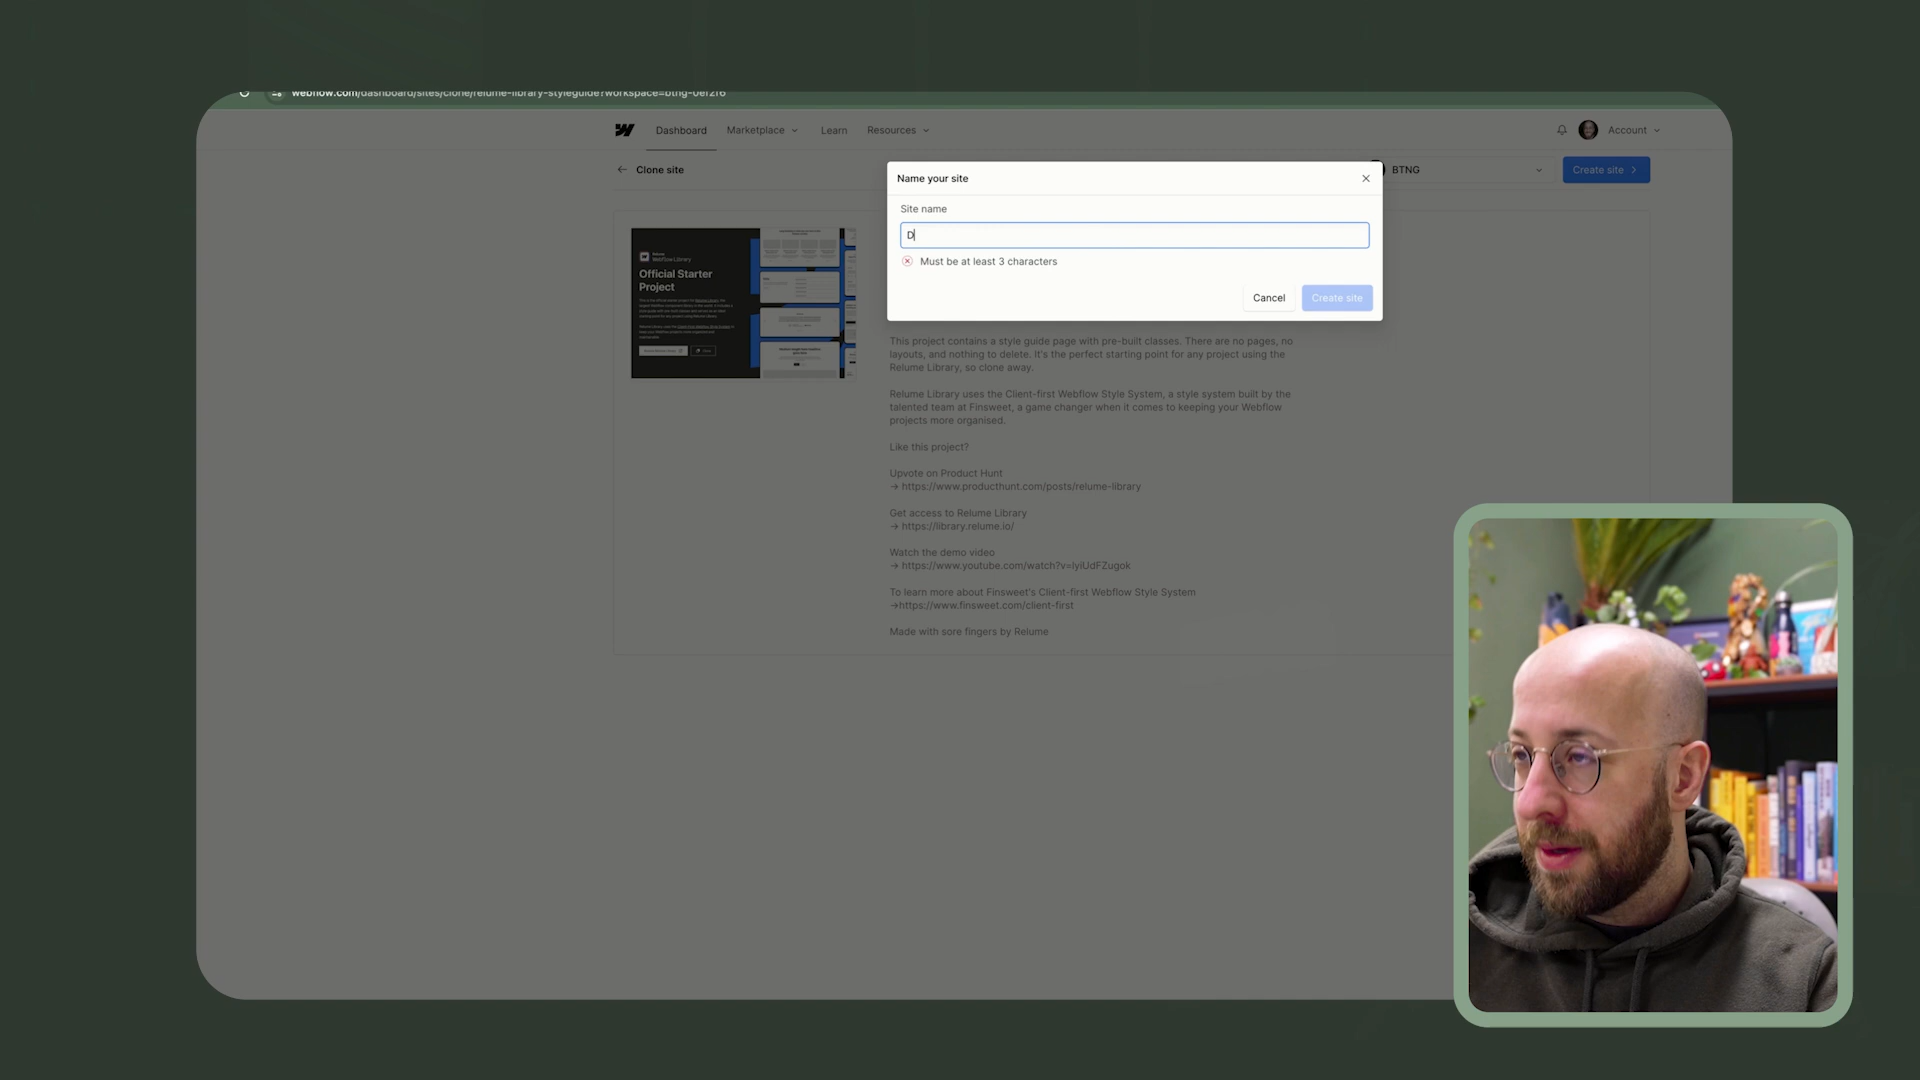 webflow.com/dashboard/sites/clone/relume-library-styleguide?workspace=btng-0ef2f6
Dashboard
Marketplace
Learn
Resources
Account
Clone site
BTNG
Create site
Name your site
Site name
D
Must be at least 3 characters
Cancel
Create site
Relume
Webflow Library
Official Starter
Project
This project contains a style guide page with pre-built classes. There are no pages, no
layouts, and nothing to delete. It's the perfect starting point for any project using the
Relume Library, so clone away.
Relume Library uses the Client-first Webflow Style System, a style system built by the
talented team at Finsweet, a game changer when it comes to keeping your Webflow
projects more organised.
Like this project?
Upvote on Product Hunt
→ https://www.producthunt.com/posts/relume-library
Get access to Relume Library
→ https://library.relume.io/
Watch the demo video
→ https://www.youtube.com/watch?v=iyiUdFZugok
To learn more about Finsweet's Client-first Webflow Style System
→https://www.finsweet.com/client-first
Made with sore fingers by Relume